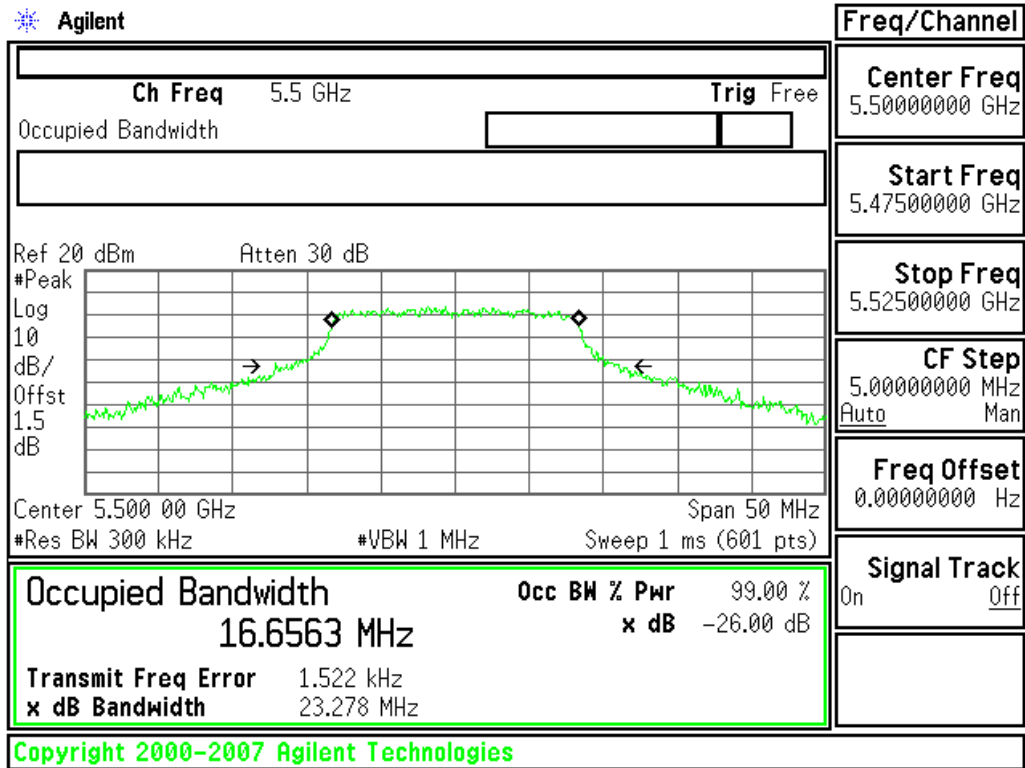 Agilent
Freq/Channel
Ch Freq 5.5 GHz Trig Free
Occupied Bandwidth
Center Freq
5.50000000 GHz
Start Freq
5.47500000 GHz
Stop Freq
5.52500000 GHz
CF Step
5.00000000 MHz
Auto Man
Freq Offset
0.00000000 Hz
Signal Track
On Off
Ref 20 dBm Atten 30 dB
#Peak
Log
10
dB/
Offst
1.5
dB
Center 5.500 00 GHz Span 50 MHz
#Res BW 300 kHz #VBW 1 MHz Sweep 1 ms (601 pts)
Occupied Bandwidth Occ BW % Pwr 99.00 %
16.6563 MHz x dB -26.00 dB
Transmit Freq Error 1.522 kHz
x dB Bandwidth 23.278 MHz
Copyright 2000-2007 Agilent Technologies